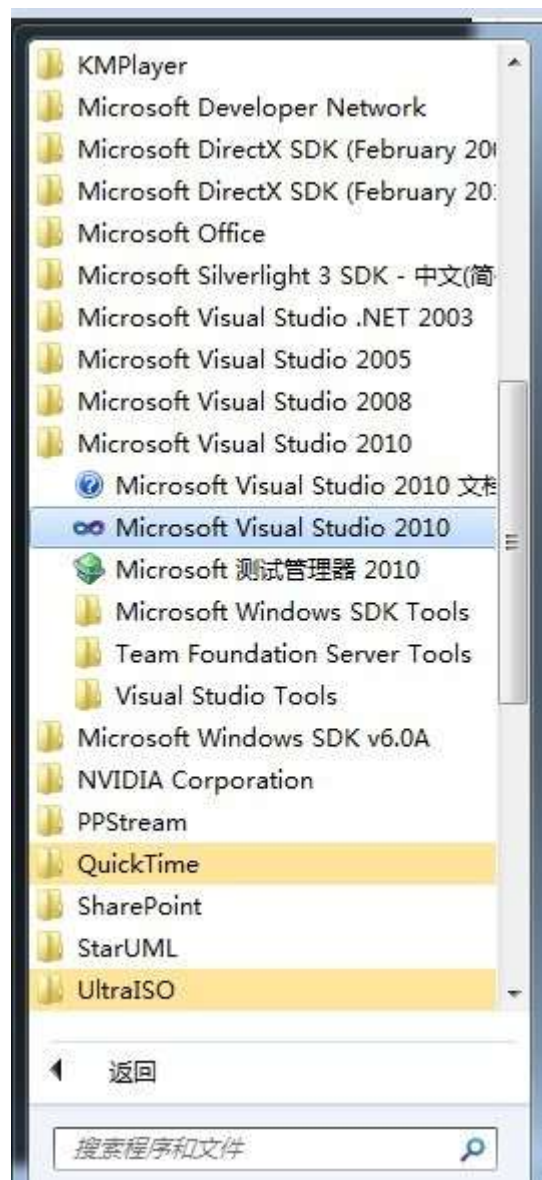 KMPlayer
Microsoft Developer Network
Microsoft DirectX SDK (February 20
Microsoft DirectX SDK (February 20
Microsoft Office
Microsoft Silverlight 3 SDK - 中文(简
Microsoft Visual Studio .NET 2003
Microsoft Visual Studio 2005
Microsoft Visual Studio 2008
Microsoft Visual Studio 2010
Microsoft Visual Studio 2010 文档
Microsoft Visual Studio 2010
Microsoft 测试管理器 2010
Microsoft Windows SDK Tools
Team Foundation Server Tools
Visual Studio Tools
Microsoft Windows SDK v6.0A
NVIDIA Corporation
PPStream
QuickTime
SharePoint
StarUML
UltraISO
返回
搜索程序和文件